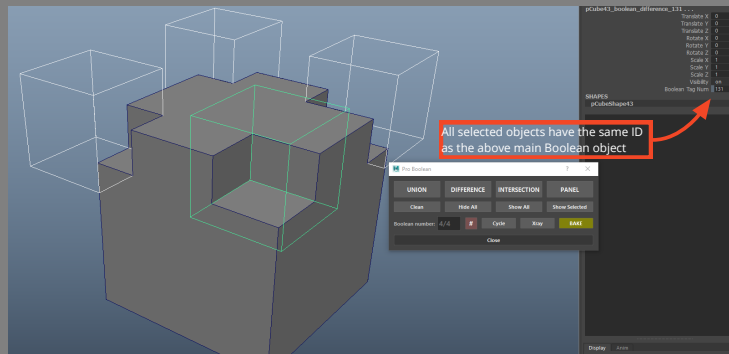 pCube43_boolean_difference_131 . . .
Translate X 0
Translate Y 0
Translate Z 0
Rotate X 0
Rotate Y 0
Rotate Z 0
Scale X 1
Scale Y 1
Scale Z 1
Visibility on
Boolean Tag Num 131
SHAPES
pCubeShape43
All selected objects have the same ID
as the above main Boolean object
Pro Boolean ? ×
UNION DIFFERENCE INTERSECTION PANEL
Clean Hide All Show All Show Selected
Boolean number: 4/4 # Cycle Xray BAKE
Close
Display Anim